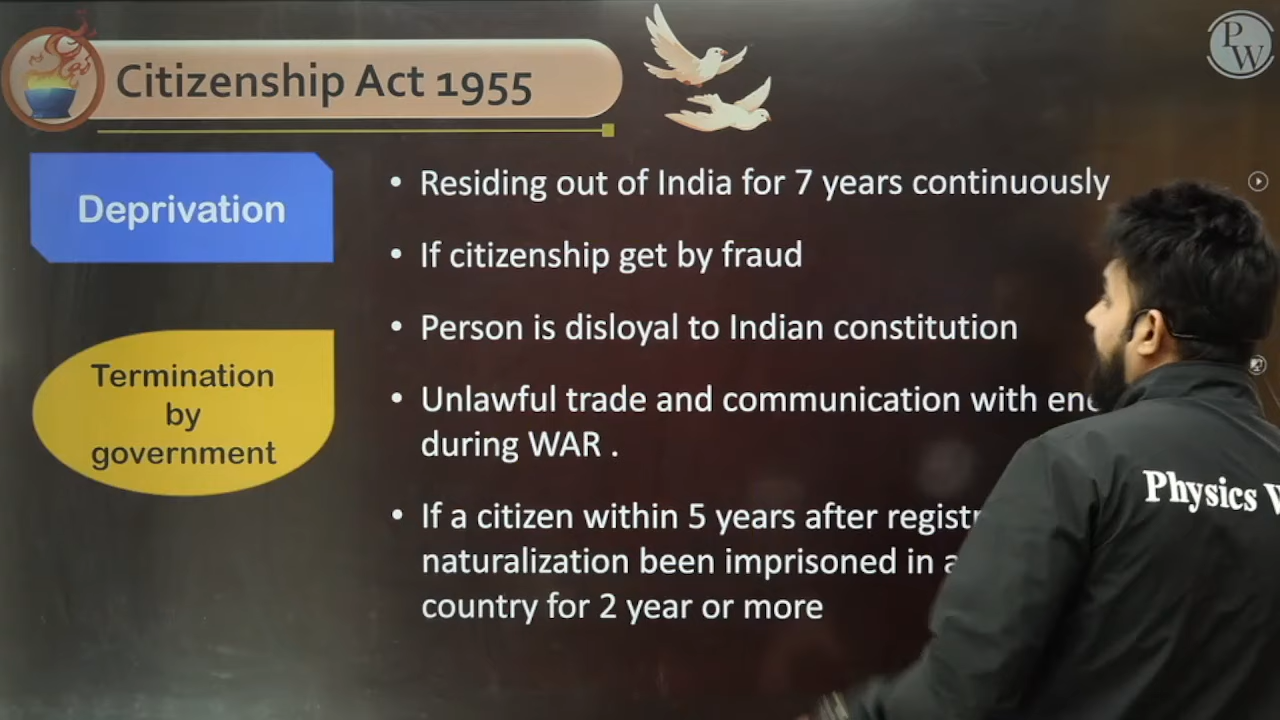 Citizenship Act 1955
PW
Deprivation
• Residing out of India for 7 years continuously
• If citizenship get by fraud
• Person is disloyal to Indian constitution
Termination
by
government
• Unlawful trade and communication with
during WAR .
• If a citizen within 5 years after
naturalization been imprisoned in
country for 2 year or more
Physics